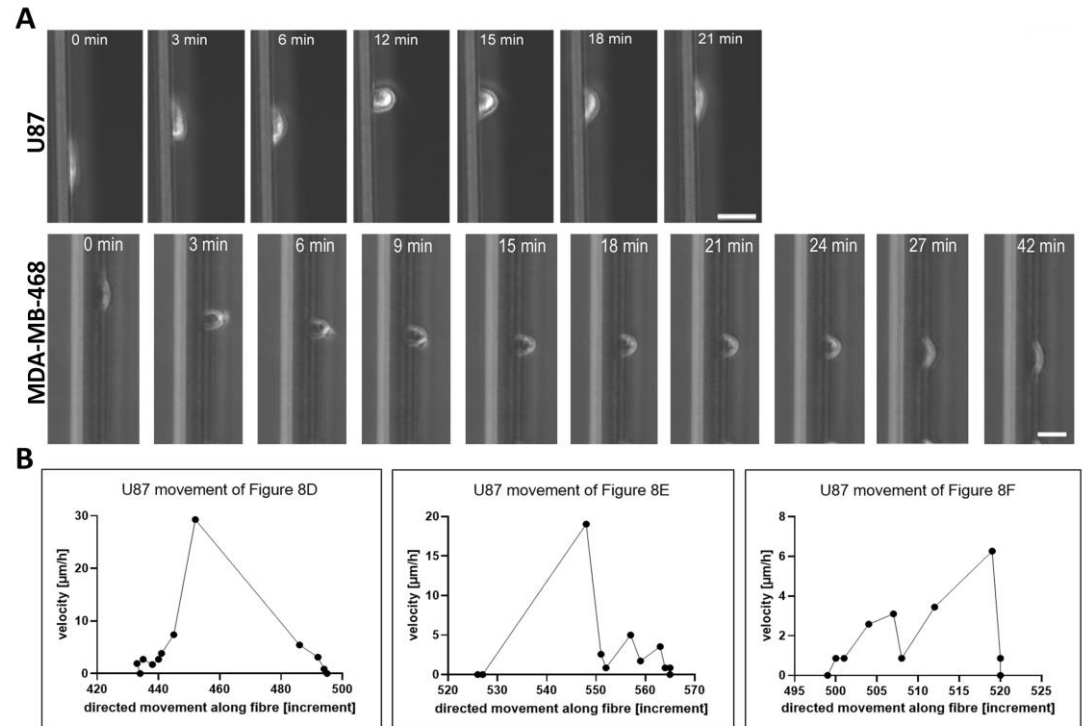 A
U87
0 min
3 min
6 min
12 min
15 min
18 min
21 min
MDA-MB-468
0 min
3 min
6 min
9 min
15 min
18 min
21 min
24 min
27 min
42 min
B
U87 movement of Figure 8D
velocity [µm/h]
30
20
10
0
420
440
460
480
500
directed movement along fibre [increment]
U87 movement of Figure 8E
velocity [µm/h]
20
15
10
5
0
520
530
540
550
560
570
directed movement along fibre [increment]
U87 movement of Figure 8F
velocity [µm/h]
8
6
4
2
0
495
500
505
510
515
520
525
directed movement along fibre [increment]